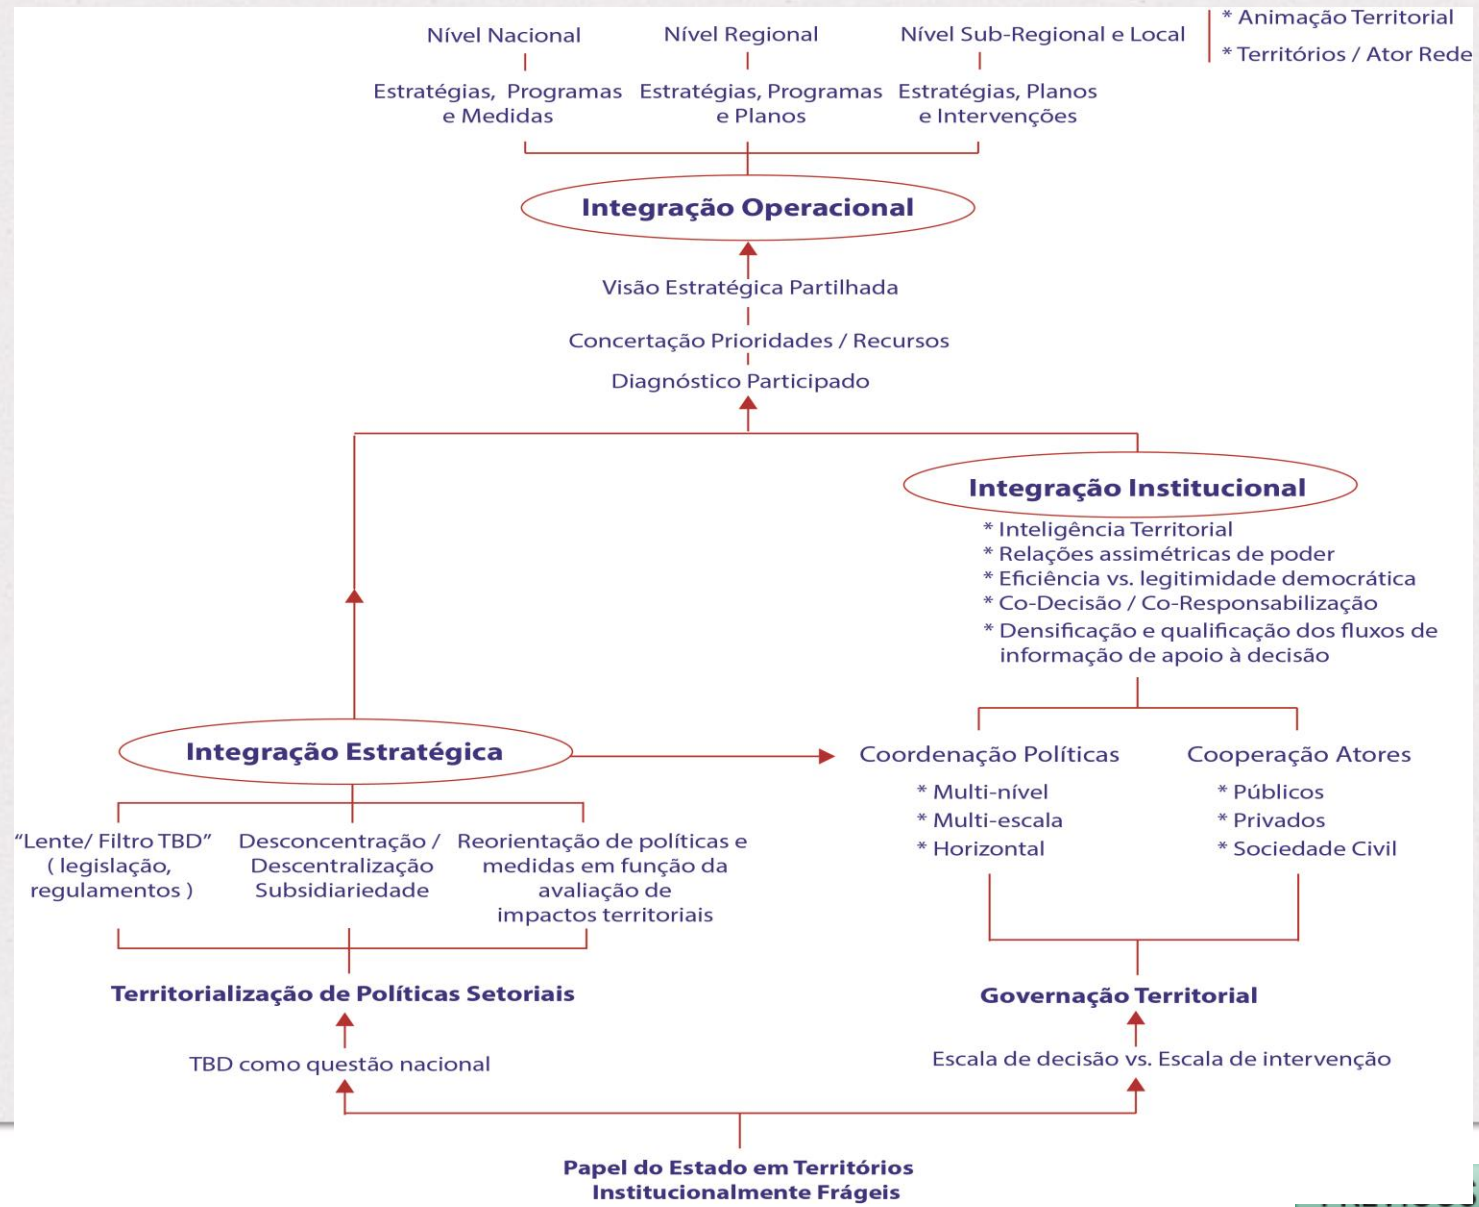 * Animação Territorial
Nível Nacional
Nível Regional
Nível Sub-Regional e Local
* Territórios / Ator Rede
Estratégias, Programas
e Medidas
Estratégias, Programas
e Planos
Estratégias, Planos
e Intervenções
Integração Operacional
Visão Estratégica Partilhada
Concertação Prioridades / Recursos
Diagnóstico Participado
Integração Institucional
* Inteligência Territorial
* Relações assimétricas de poder
* Eficiência vs. legitimidade democrática
* Co-Decisão / Co-Responsabilização
* Densificação e qualificação dos fluxos de
informação de apoio à decisão
Integração Estratégica
Coordenação Políticas
* Multi-nível
* Multi-escala
* Horizontal
Cooperação Atores
* Públicos
* Privados
* Sociedade Civil
“Lente/ Filtro TBD”
( legislação,
regulamentos )
Desconcentração /
Descentralização
Subsidiariedade
Reorientação de políticas e
medidas em função da
avaliação de
impactos territoriais
Territorialização de Políticas Setoriais
Governação Territorial
TBD como questão nacional
Escala de decisão vs. Escala de intervenção
Papel do Estado em Territórios
Institucionalmente Frágeis